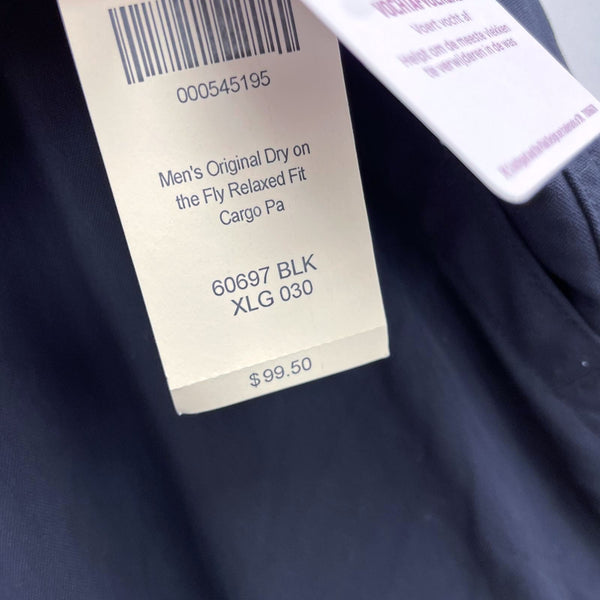 000545195
Men's Original Dry on
the Fly Relaxed Fit
Cargo Pa
60697 BLK
XLG 030
$99.50
Voert vocht af
Helpt om de meeste vlekken
te verwijderen in de was